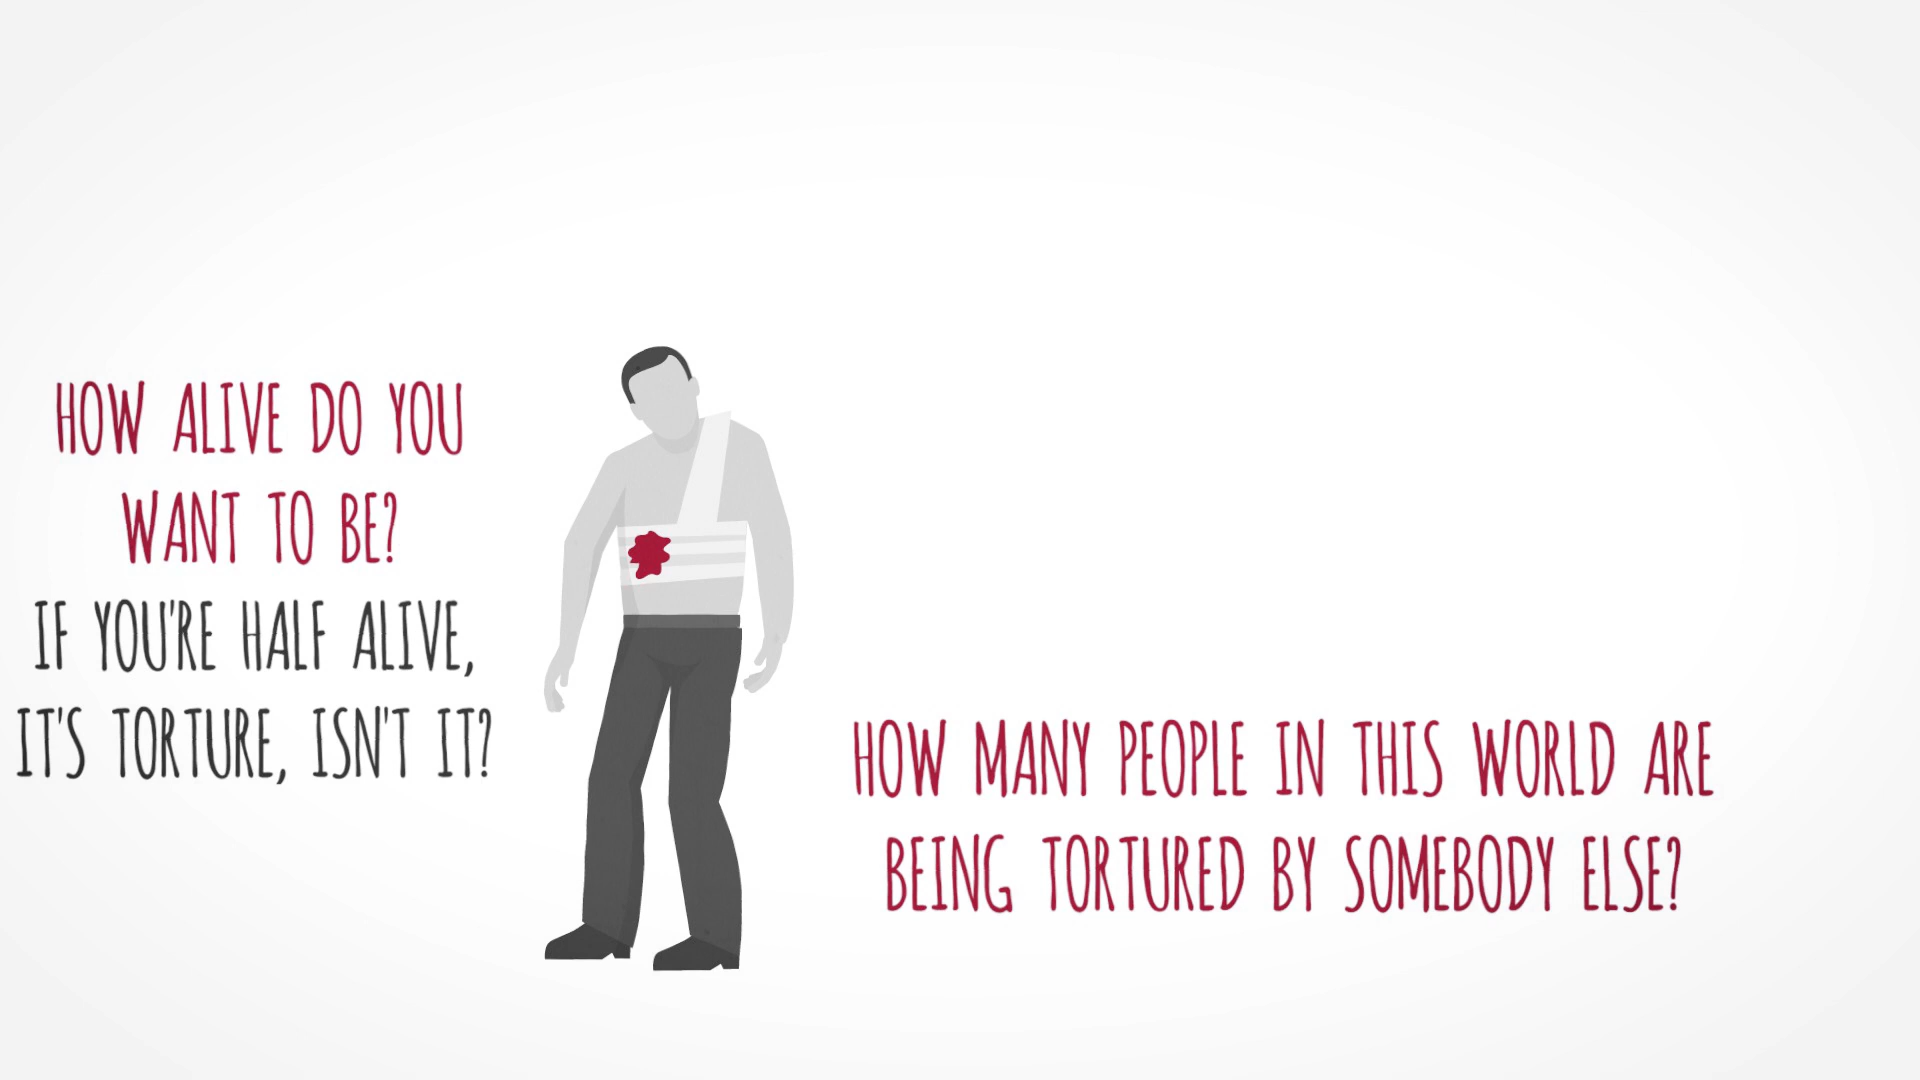 HOW ALIVE DO YOU
WANT TO BE?
IF YOU'RE HALF ALIVE,
IT'S TORTURE, ISN'T IT?
HOW MANY PEOPLE IN THIS WORLD ARE
BEING TORTURED BY SOMEBODY ELSE?